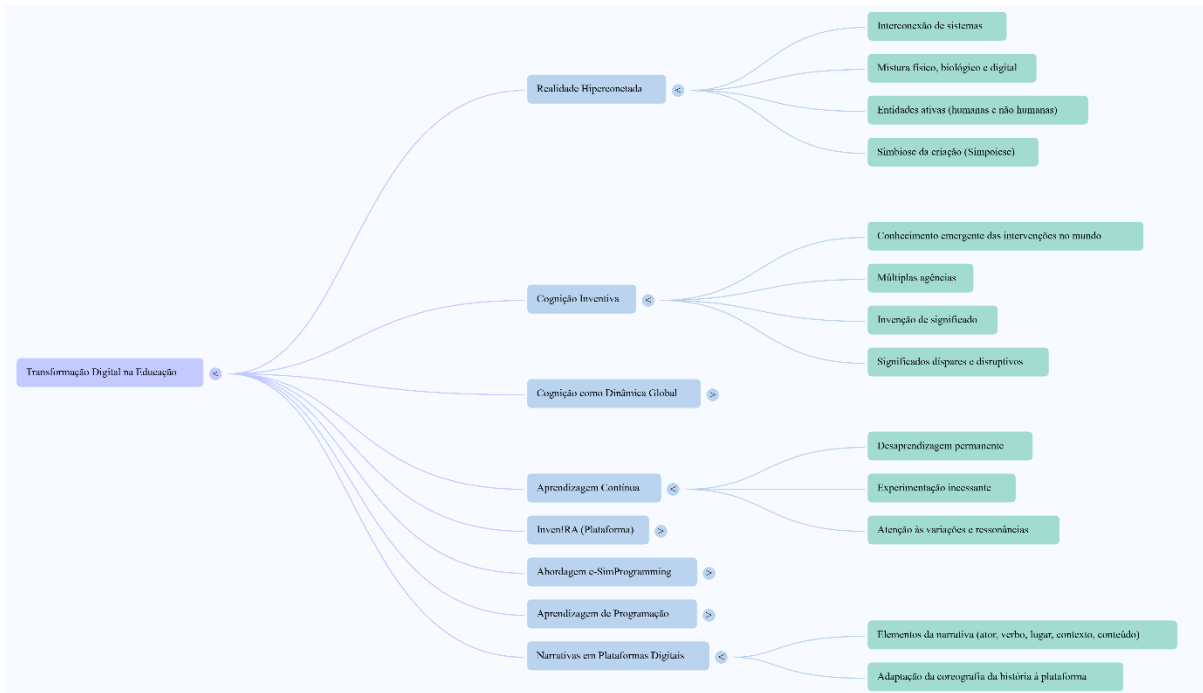 Transformação Digital na Educação
<
Realidade Hiperconetada
<
Interconexão de sistemas
Mistura físico, biológico e digital
Entidades ativas (humanas e não humanas)
Simbiose da criação (Simpoiese)
Cognição Inventiva
<
Conhecimento emergente das intervenções no mundo
Múltiplas agências
Invenção de significado
Significados díspares e disruptivos
Cognição como Dinâmica Global
>
Aprendizagem Contínua
<
Desaprendizagem permanente
Experimentação incessante
Atenção às variações e ressonâncias
Inven!RA (Plataforma)
>
Abordagem e-SimProgramming
>
Aprendizagem de Programação
>
Narrativas em Plataformas Digitais
<
Elementos da narrativa (ator, verbo, lugar, contexto, conteúdo)
Adaptação da coreografia da história à plataforma